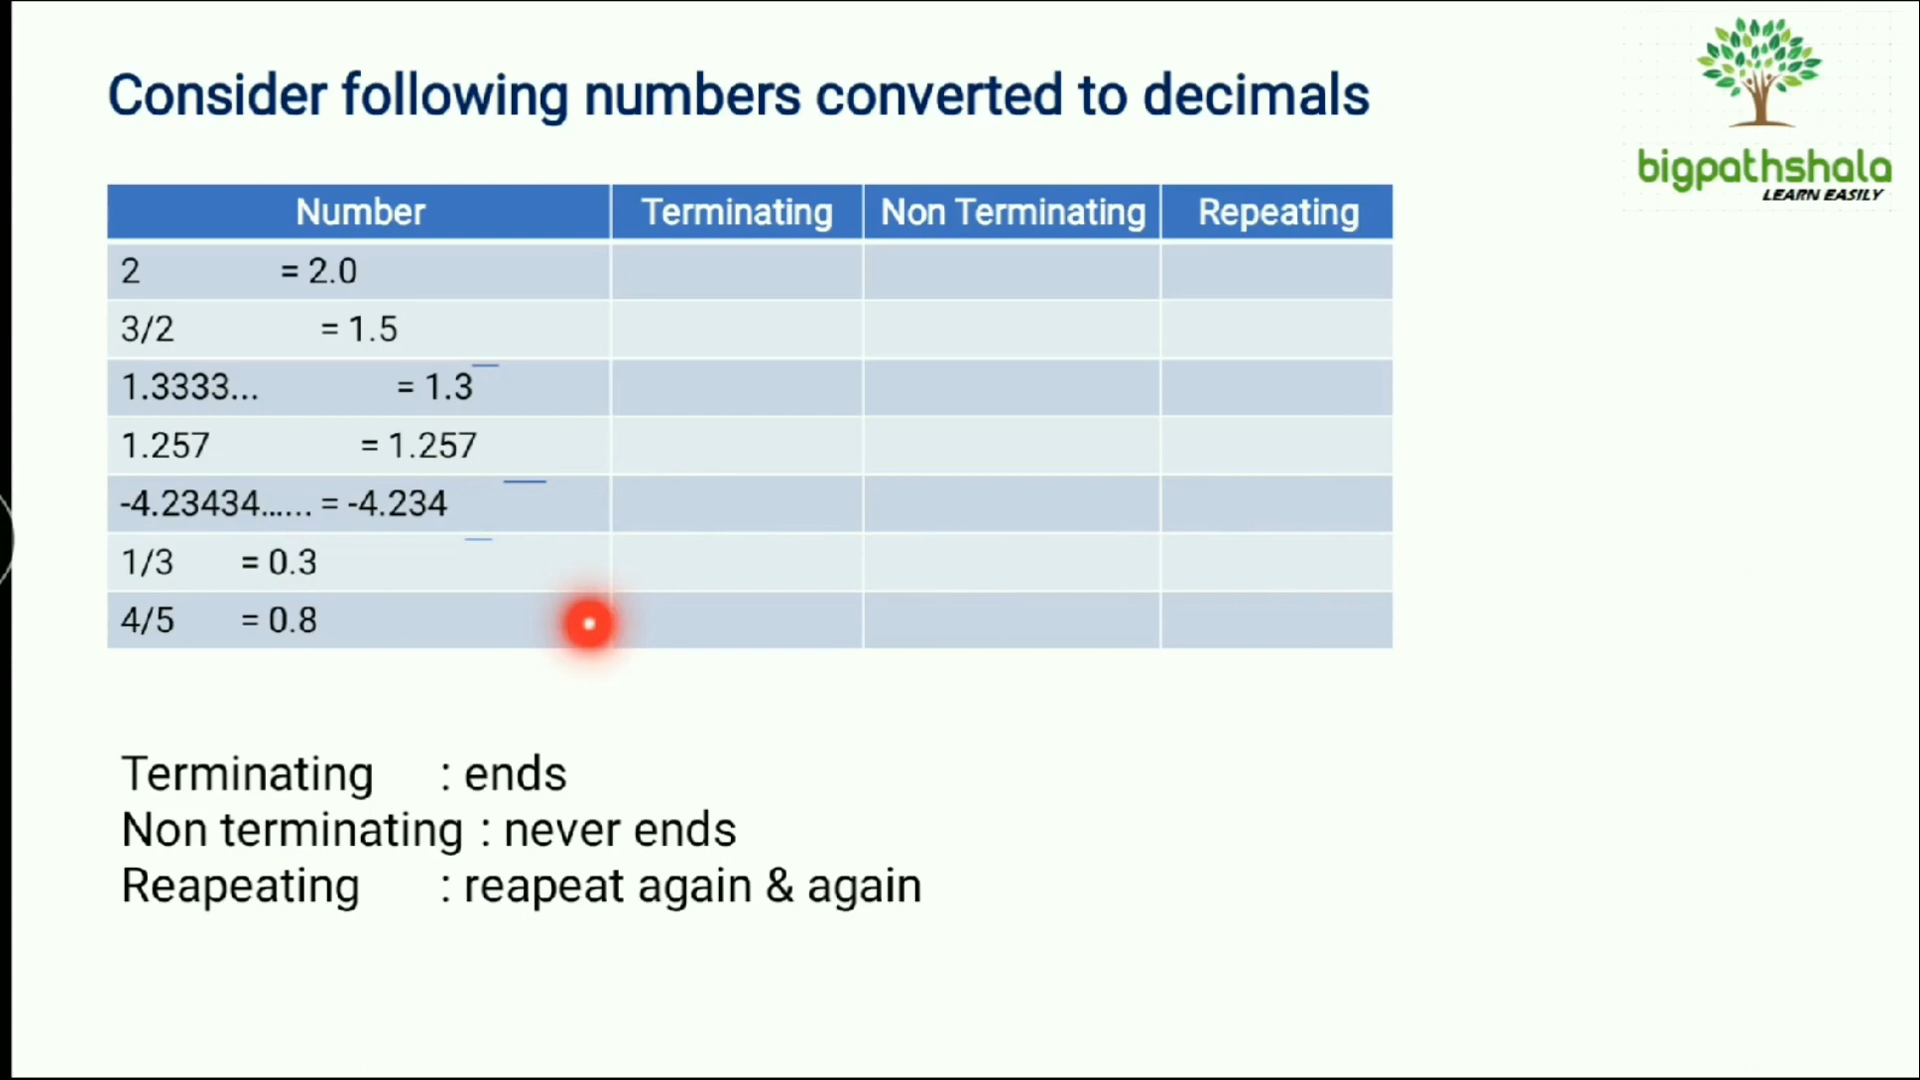 Consider following numbers converted to decimals
bigpathshala
LEARN EASILY
Number Terminating Non Terminating Repeating
2 = 2.0
3/2 = 1.5
1.3333... = 1.3
1.257 = 1.257
-4.23434...... = -4.234
1/3 = 0.3
4/5 = 0.8
Terminating : ends
Non terminating : never ends
Reapeating : reapeat again & again